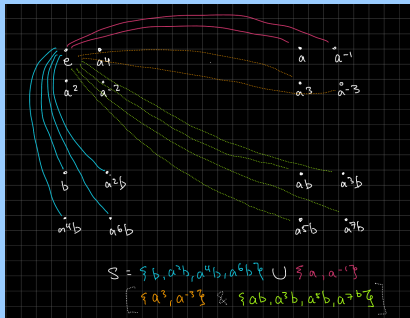 e a⁴ a a⁻¹
a² a⁻² a³ a⁻³
b a²b ab a³b
a⁴b a⁶b a⁵b a⁷b
S = {b, a²b, a⁴b, a⁶b} ∪ {a, a⁻¹}
[{a³, a⁻³} & {ab, a³b, a⁵b, a⁷b}]